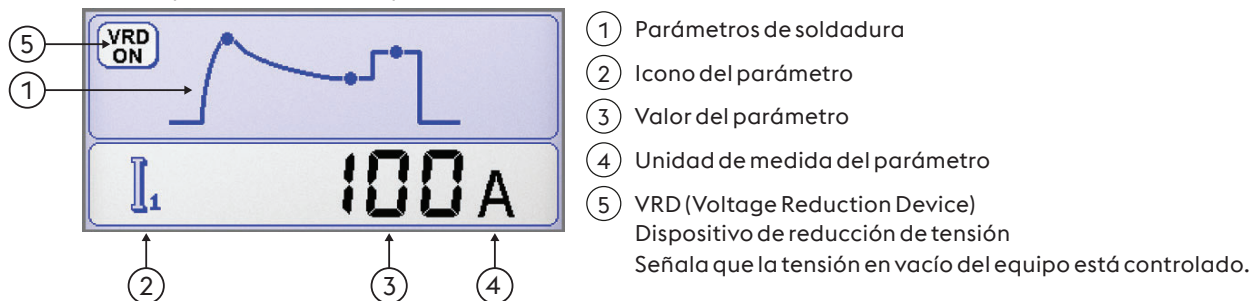 5
VRD
ON
1
I1
100 A
2
3
4
1 Parámetros de soldadura
2 Icono del parámetro
3 Valor del parámetro
4 Unidad de medida del parámetro
5 VRD (Voltage Reduction Device)
Dispositivo de reducción de tensión
Señala que la tensión en vacío del equipo está controlado.